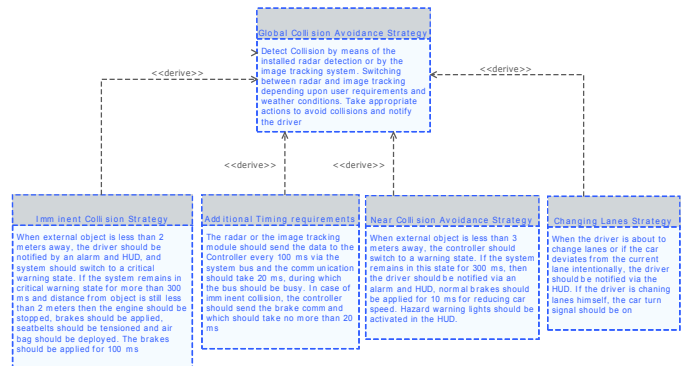 Global Collision Avoidance Strategy
Detect Collision by means of the
installed radar detection or by the
image tracking system. Switching
between radar and image tracking
depending upon user requirements and
weather conditions. Take appropriate
actions to avoid collisions and notify
the driver
<<derive>>
<<derive>>
<<derive>>
<<derive>>
Imminent Collision Strategy
When external object is less than 2
meters away, the driver should be
notified by an alarm and HUD, and
system should switch to a critical
warning state. If the system remains in
critical warning state for more than 300
ms and distance from object is still less
than 2 meters then the engine should be
stopped, brakes should be applied,
seatbelts should be tensioned and air
bag should be deployed. The brakes
should be applied for 100 ms
Additional Timing requirements
The radar or the image tracking
module should send the data to the
Controller every 100 ms via the
system bus and the communication
should take 20 ms, during which
the bus should be busy. In case of
imminent collision, the controller
should send the brake comm and
which should take no more than 20
ms
Near Collision Avoidance Strategy
When external object is less than 3
meters away, the controller should
switch to a warning state. If the system
remains in this state for 300 ms, then
the driver should be notified via an
alarm and HUD, normal brakes should
be applied for 10 ms for reducing car
speed. Hazard warning lights should be
activated in the HUD.
Changing Lanes Strategy
When the driver is about to
change lanes or if the car
deviates from the current
lane intentionally, the driver
should be notified via the
HUD. If the driver is chaning
lanes himself, the car turn
signal should be on